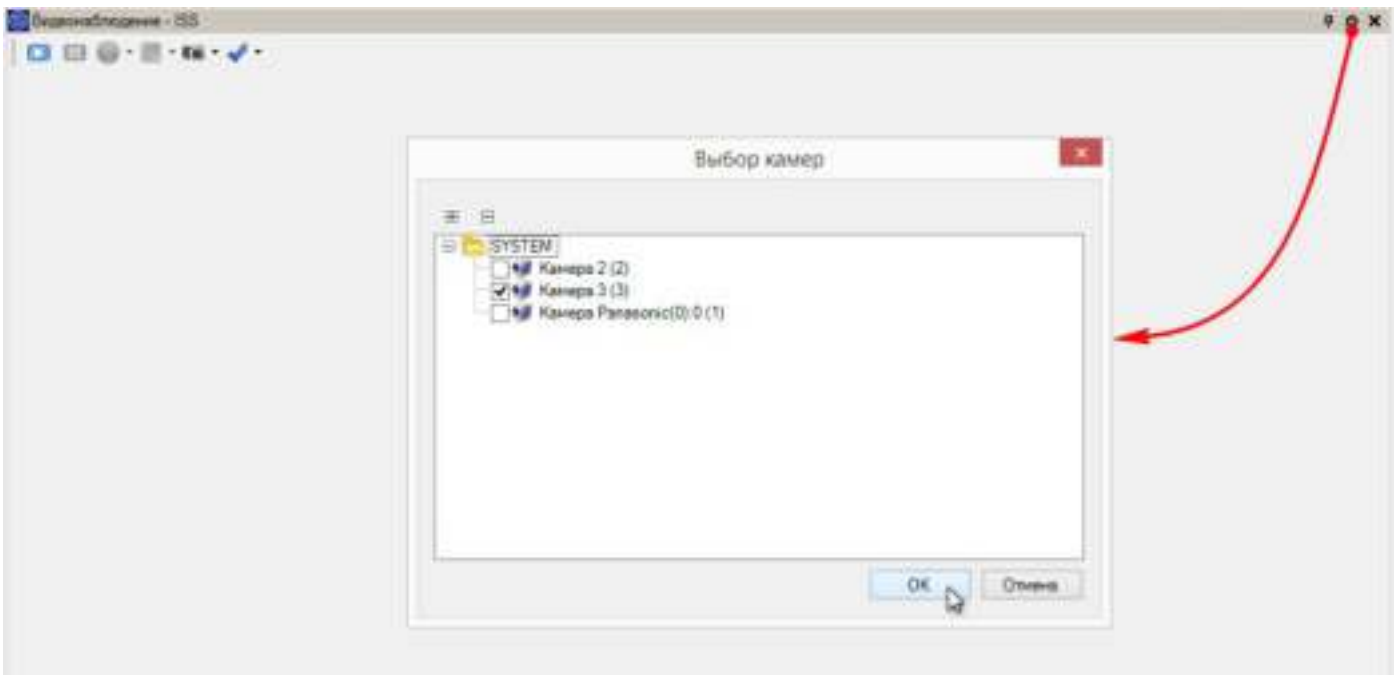 Видеонаблюдение - ISS
Выбор камер
SYSTEM
Камера 2 (2)
Камера 3 (3)
Камера Panasonic(0):0 (1)
OK
Отмена